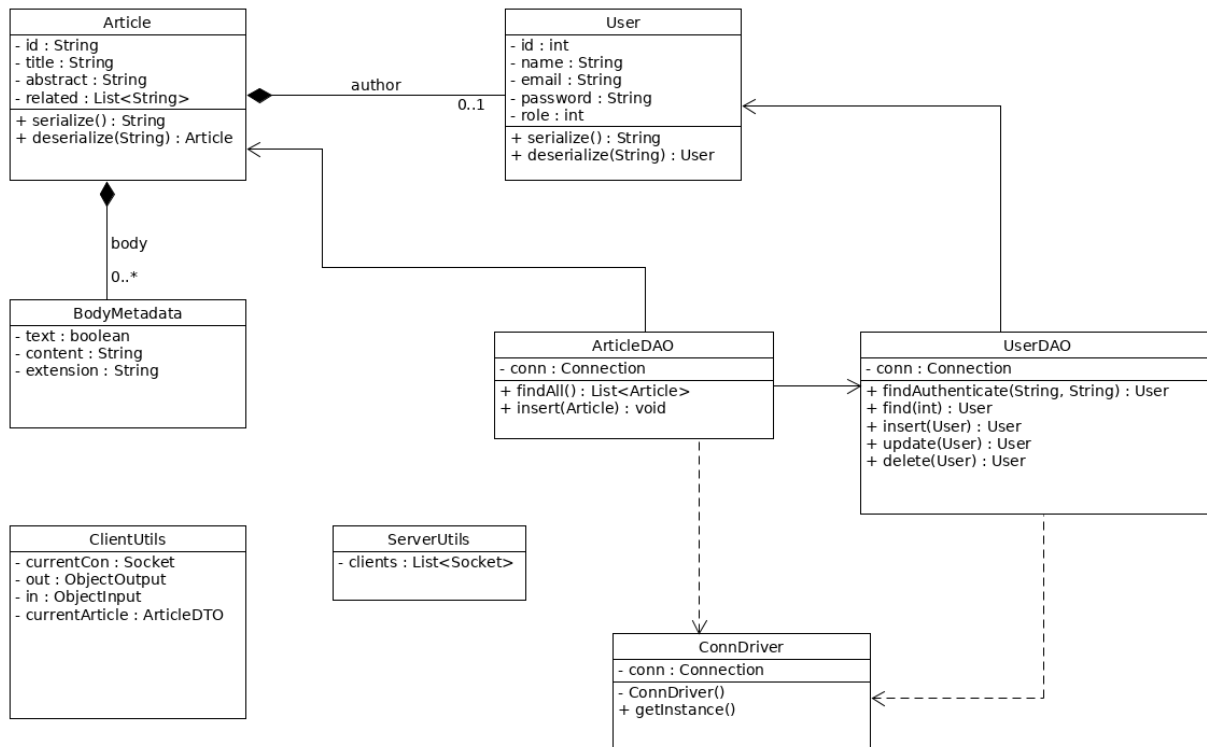 Article
- id : String
- title : String
- abstract : String
- related : List<String>
+ serialize() : String
+ deserialize(String) : Article
author
0..1
User
- id : int
- name : String
- email : String
- password : String
- role : int
+ serialize() : String
+ deserialize(String) : User
body
0..*
BodyMetadata
- text : boolean
- content : String
- extension : String
ArticleDAO
- conn : Connection
+ findAll() : List<Article>
+ insert(Article) : void
UserDAO
- conn : Connection
+ findAuthenticate(String, String) : User
+ find(int) : User
+ insert(User) : User
+ update(User) : User
+ delete(User) : User
ClientUtils
- currentCon : Socket
- out : ObjectOutput
- in : ObjectInput
- currentArticle : ArticleDTO
ServerUtils
- clients : List<Socket>
ConnDriver
- conn : Connection
- ConnDriver()
+ getInstance()